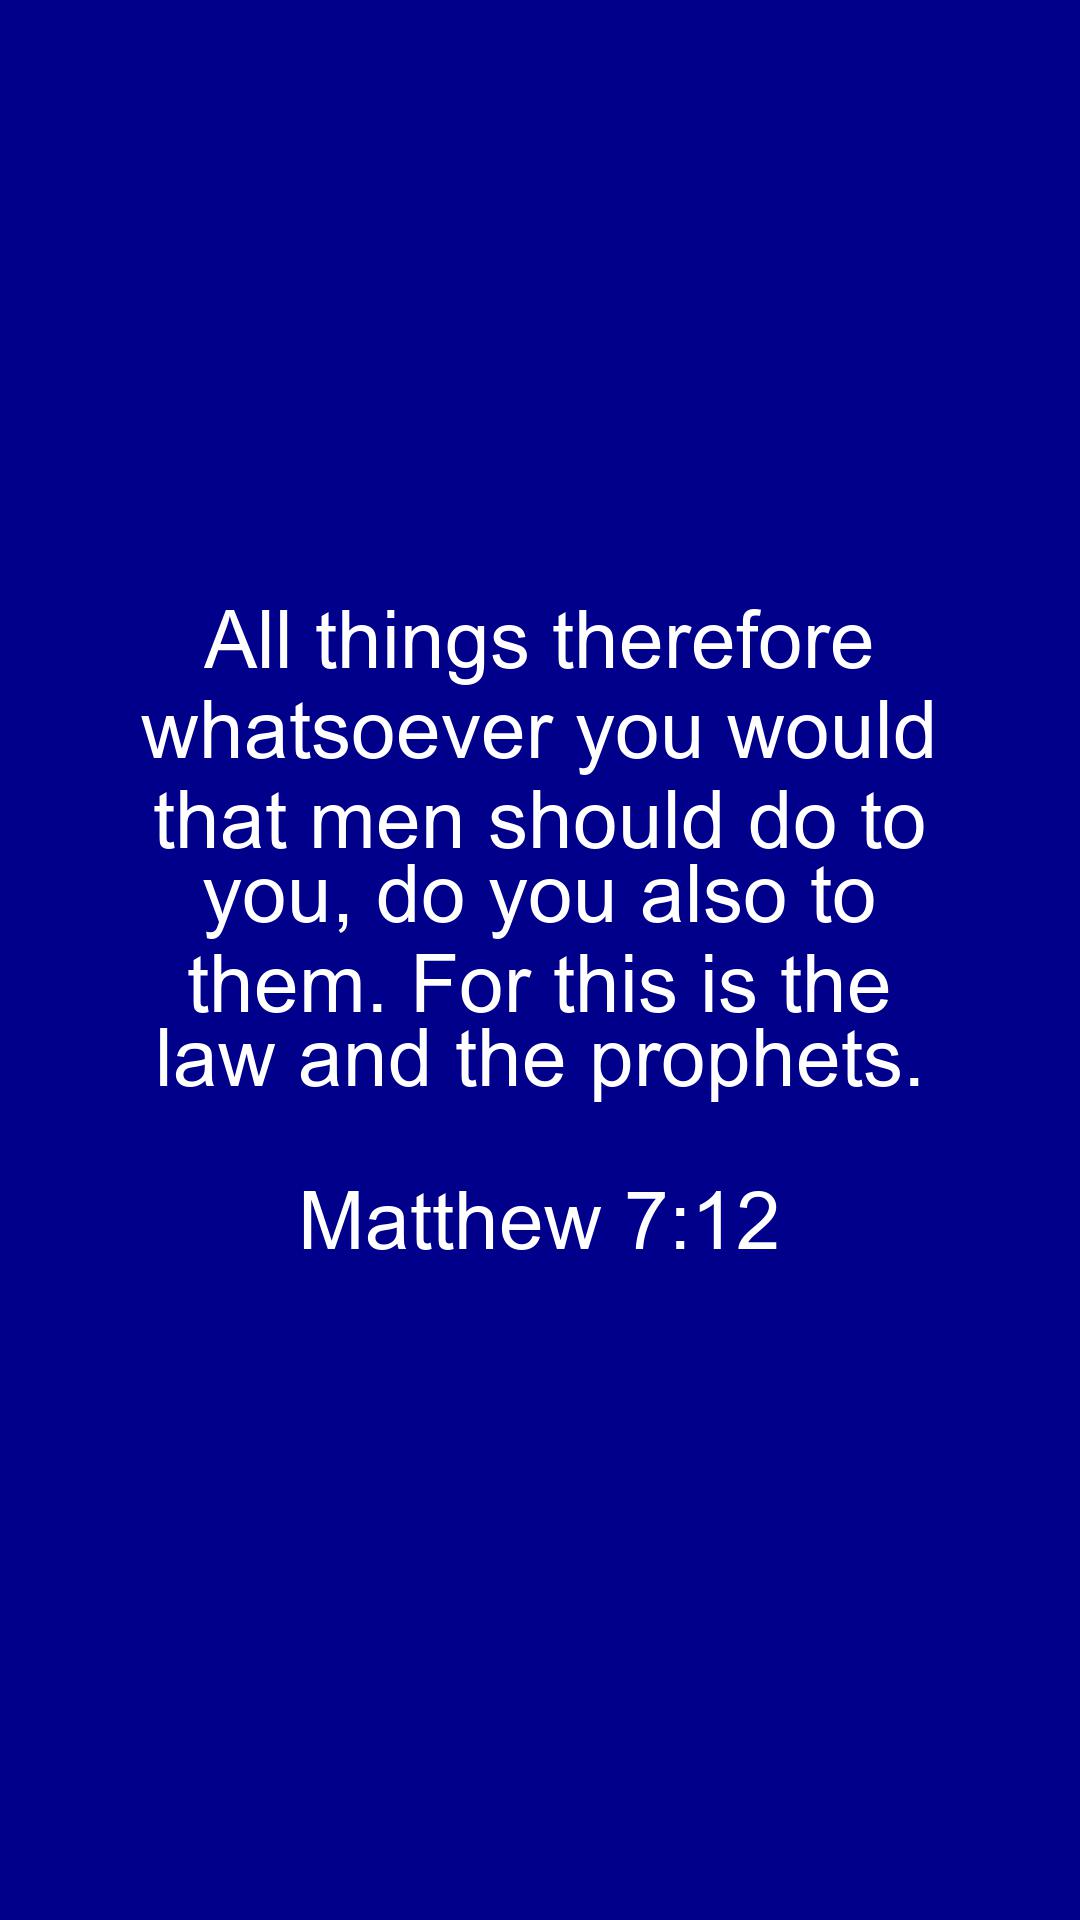 All things therefore
whatsoever you would
that men should do to
you, do you also to
them. For this is the
law and the prophets.
Matthew 7:12